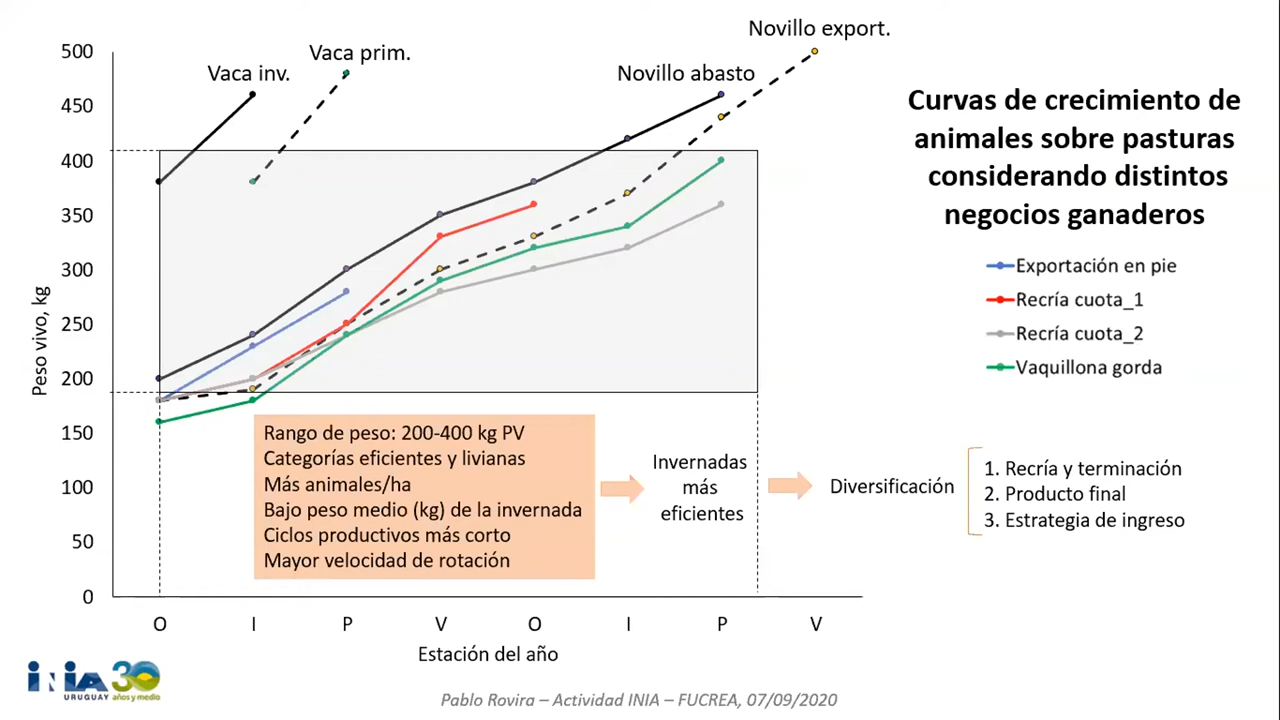 Novillo export.
Vaca prim.
Vaca inv.
Novillo abasto
Curvas de crecimiento de
animales sobre pasturas
considerando distintos
negocios ganaderos
Exportación en pie
Recría cuota_1
Recría cuota_2
Vaquillona gorda
Peso vivo, kg
500
450
400
350
300
250
200
150
100
50
0
Rango de peso: 200-400 kg PV
Categorías eficientes y livianas
Más animales/ha
Bajo peso medio (kg) de la invernada
Ciclos productivos más corto
Mayor velocidad de rotación
Invernadas
más
eficientes
Diversificación
1. Recría y terminación
2. Producto final
3. Estrategia de ingreso
O I P V O I P V
Estación del año
INIA 30
URUGUAY años y medio
Pablo Rovira – Actividad INIA – FUCREA, 07/09/2020